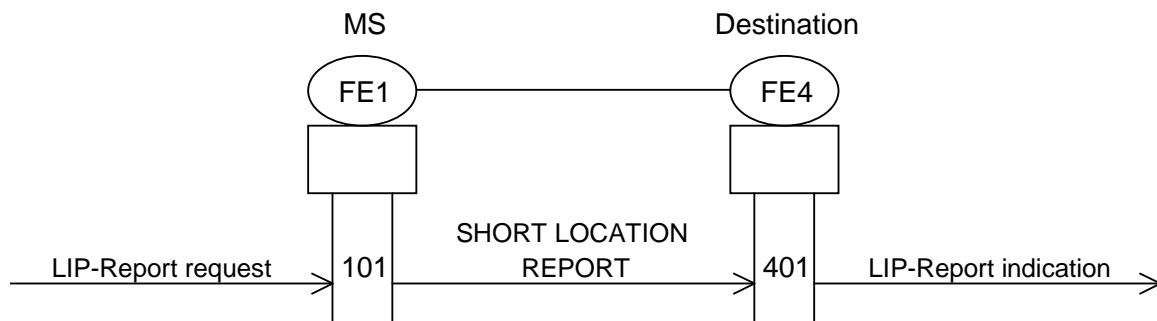 MS
Destination
FE1
FE4
SHORT LOCATION
REPORT
LIP-Report request
101
401
LIP-Report indication